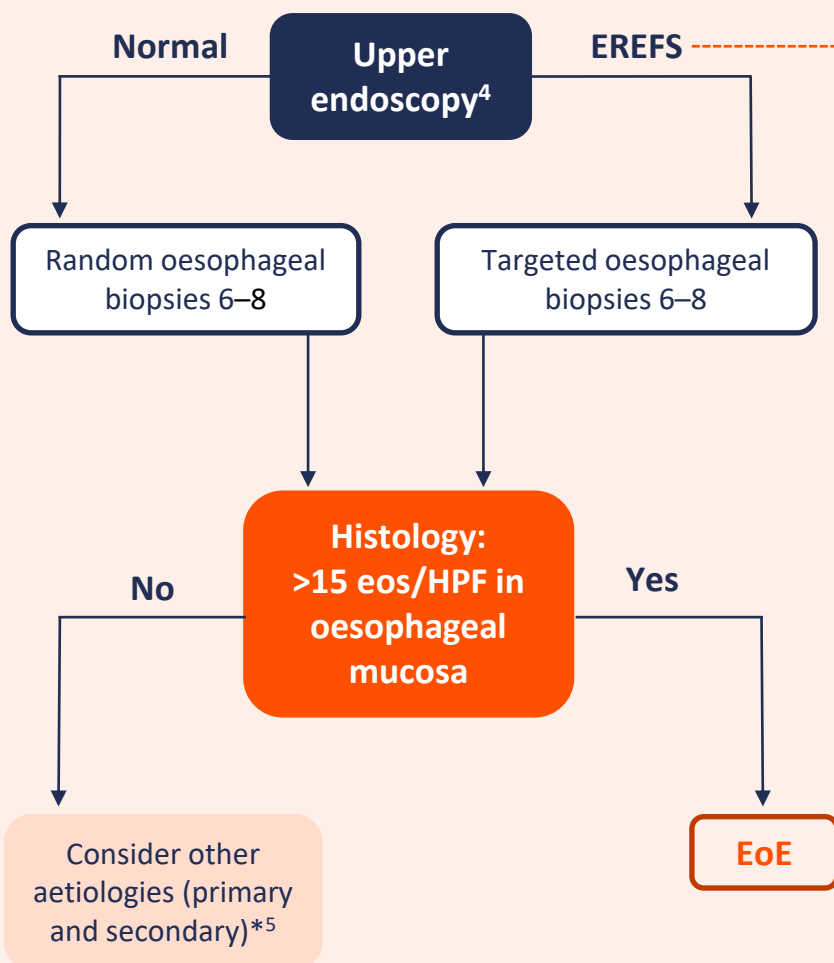 Normal
Upper
endoscopy⁴
EREFS
Random oesophageal
biopsies 6–8
Targeted oesophageal
biopsies 6–8
Histology:
>15 eos/HPF in
oesophageal
mucosa
No
Yes
Consider other
aetiologies (primary
and secondary)*⁵
EoE